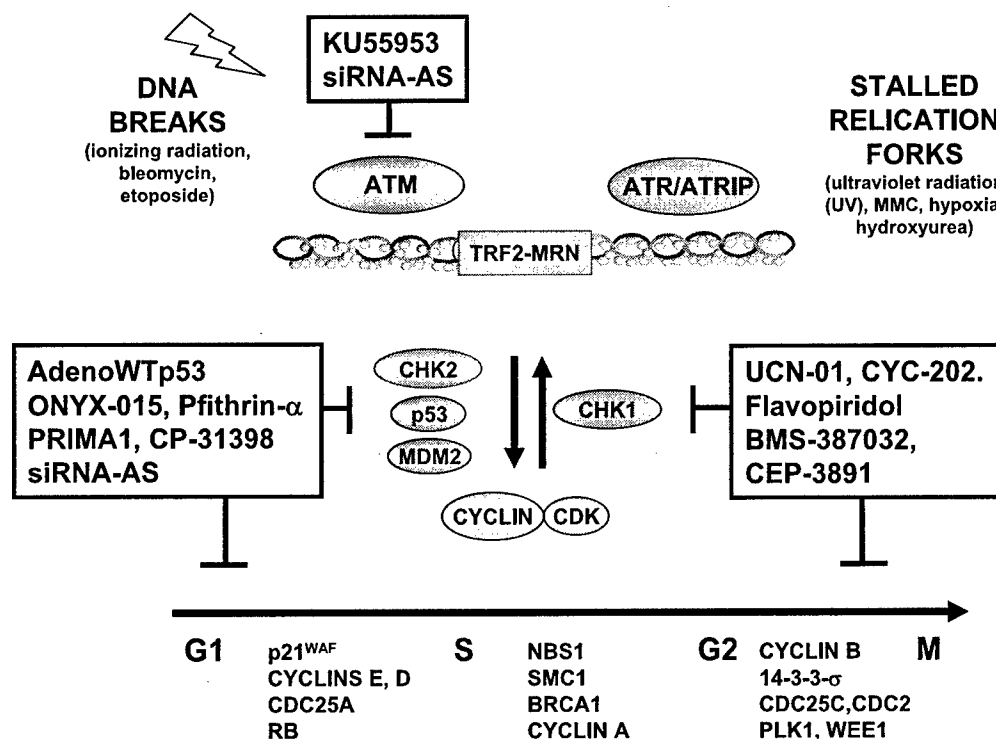 KU55953
siRNA-AS
DNA
BREAKS
(ionizing radiation,
bleomycin,
etoposide)
STALLED
RELICATION
FORKS
(ultraviolet radiation
(UV), MMC, hypoxia
hydroxyurea)
ATM
ATR/ATRIP
TRF2-MRN
AdenoWTp53
ONYX-015, Pfithrin-α
PRIMA1, CP-31398
siRNA-AS
CHK2
p53
MDM2
CHK1
UCN-01, CYC-202.
Flavopiridol
BMS-387032,
CEP-3891
CYCLIN CDK
G1
p21WAF
CYCLINS E, D
CDC25A
RB
S
NBS1
SMC1
BRCA1
CYCLIN A
G2
CYCLIN B
14-3-3-σ
CDC25C,CDC2
PLK1, WEE1
M